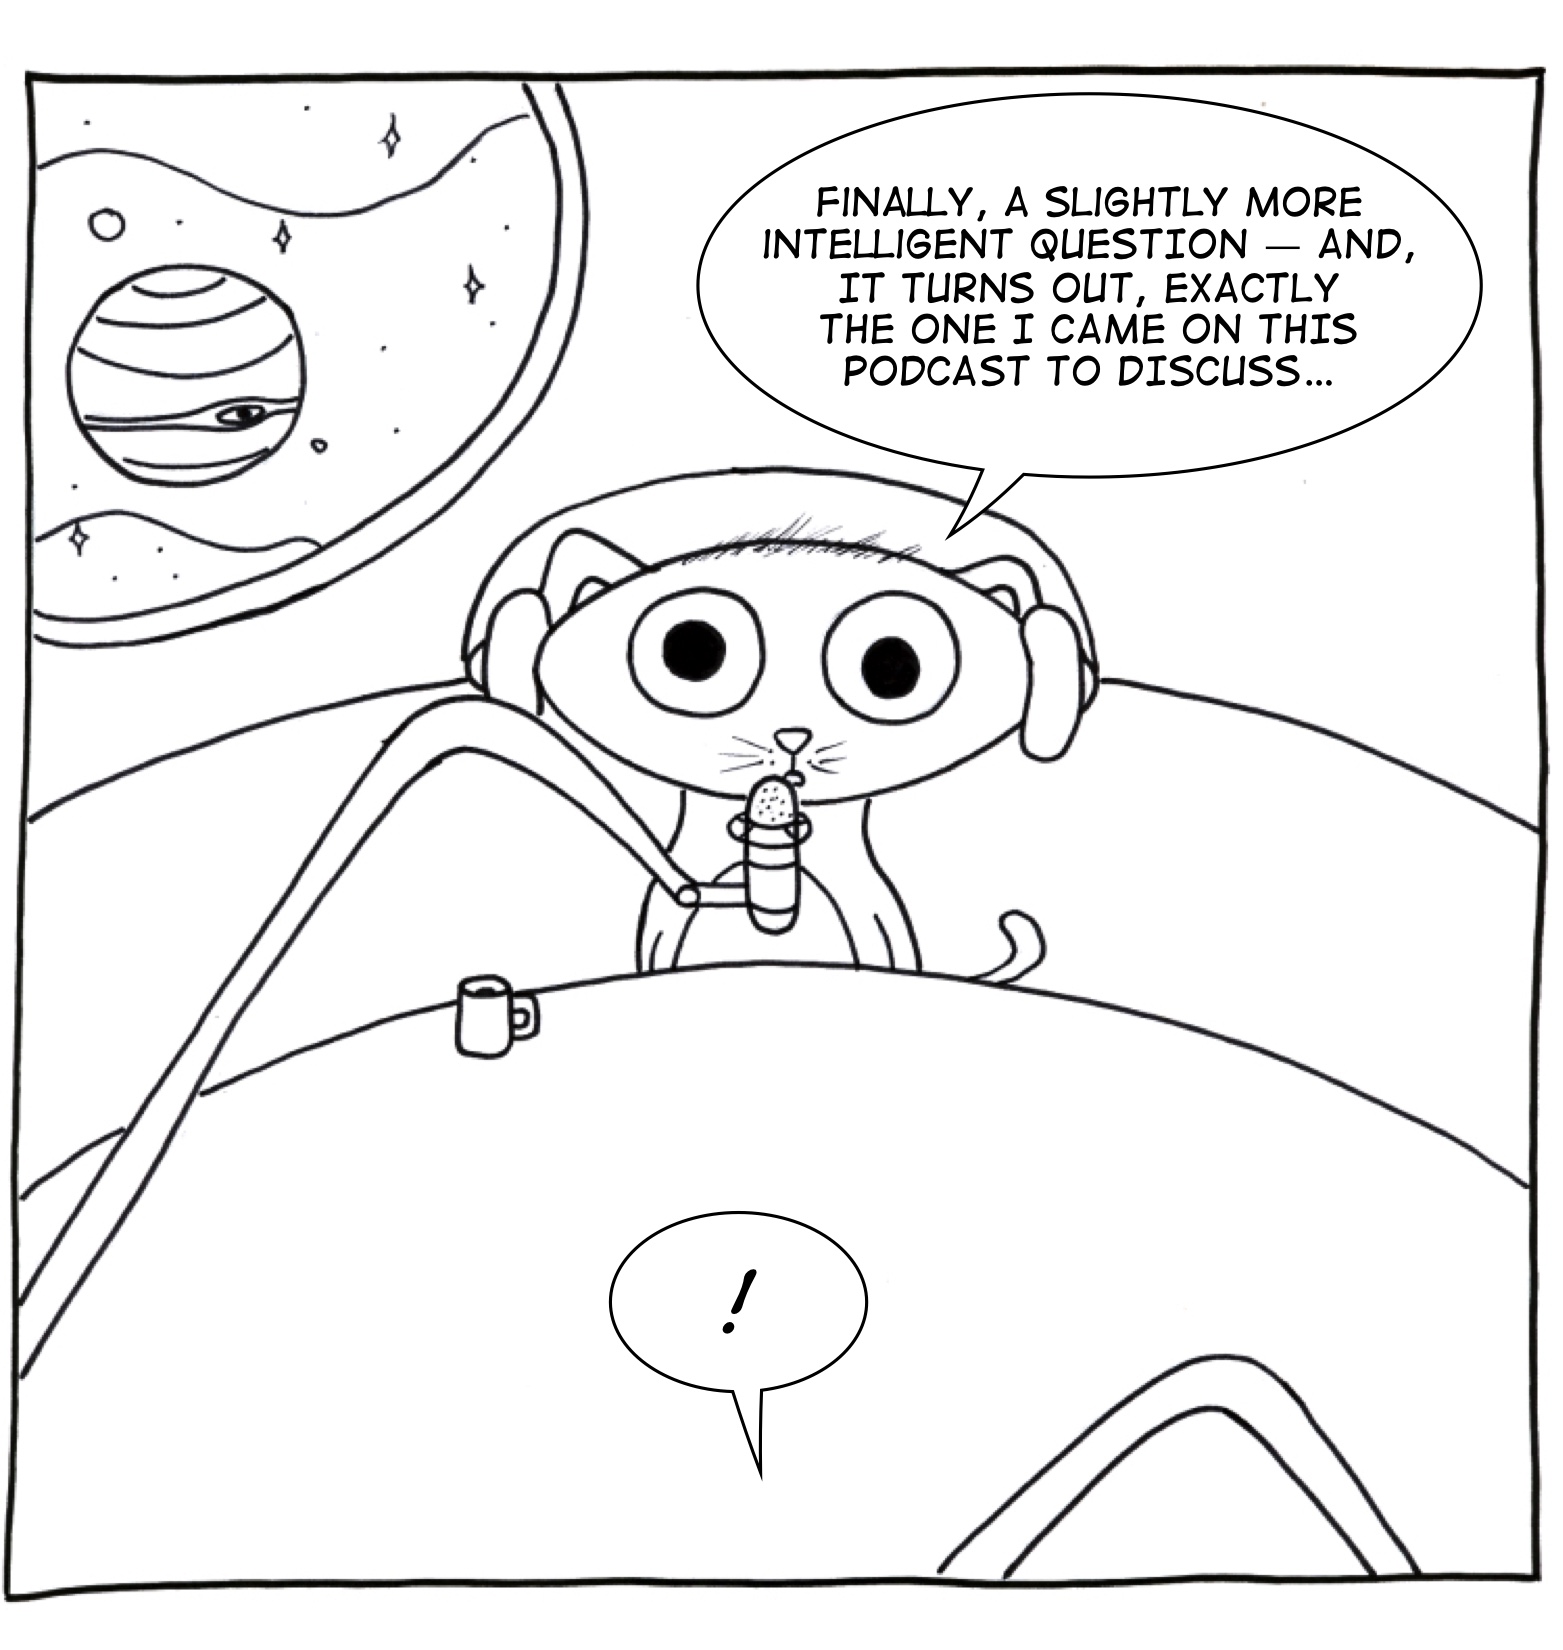 FINALLY, A SLIGHTLY MORE
INTELLIGENT QUESTION — AND,
IT TURNS OUT, EXACTLY
THE ONE I CAME ON THIS
PODCAST TO DISCUSS...
!